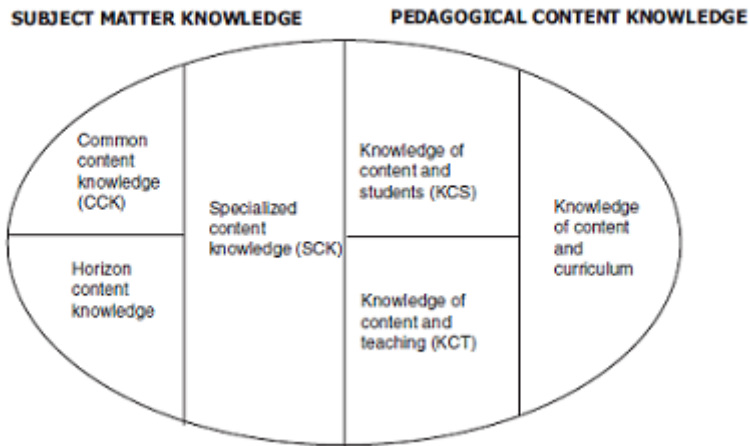 SUBJECT MATTER KNOWLEDGE
PEDAGOGICAL CONTENT KNOWLEDGE
Common
content
knowledge
(CCK)
Horizon
content
knowledge
Specialized
content
knowledge (SCK)
Knowledge of
content and
students (KCS)
Knowledge of
content and
teaching (KCT)
Knowledge
of content
and
curriculum